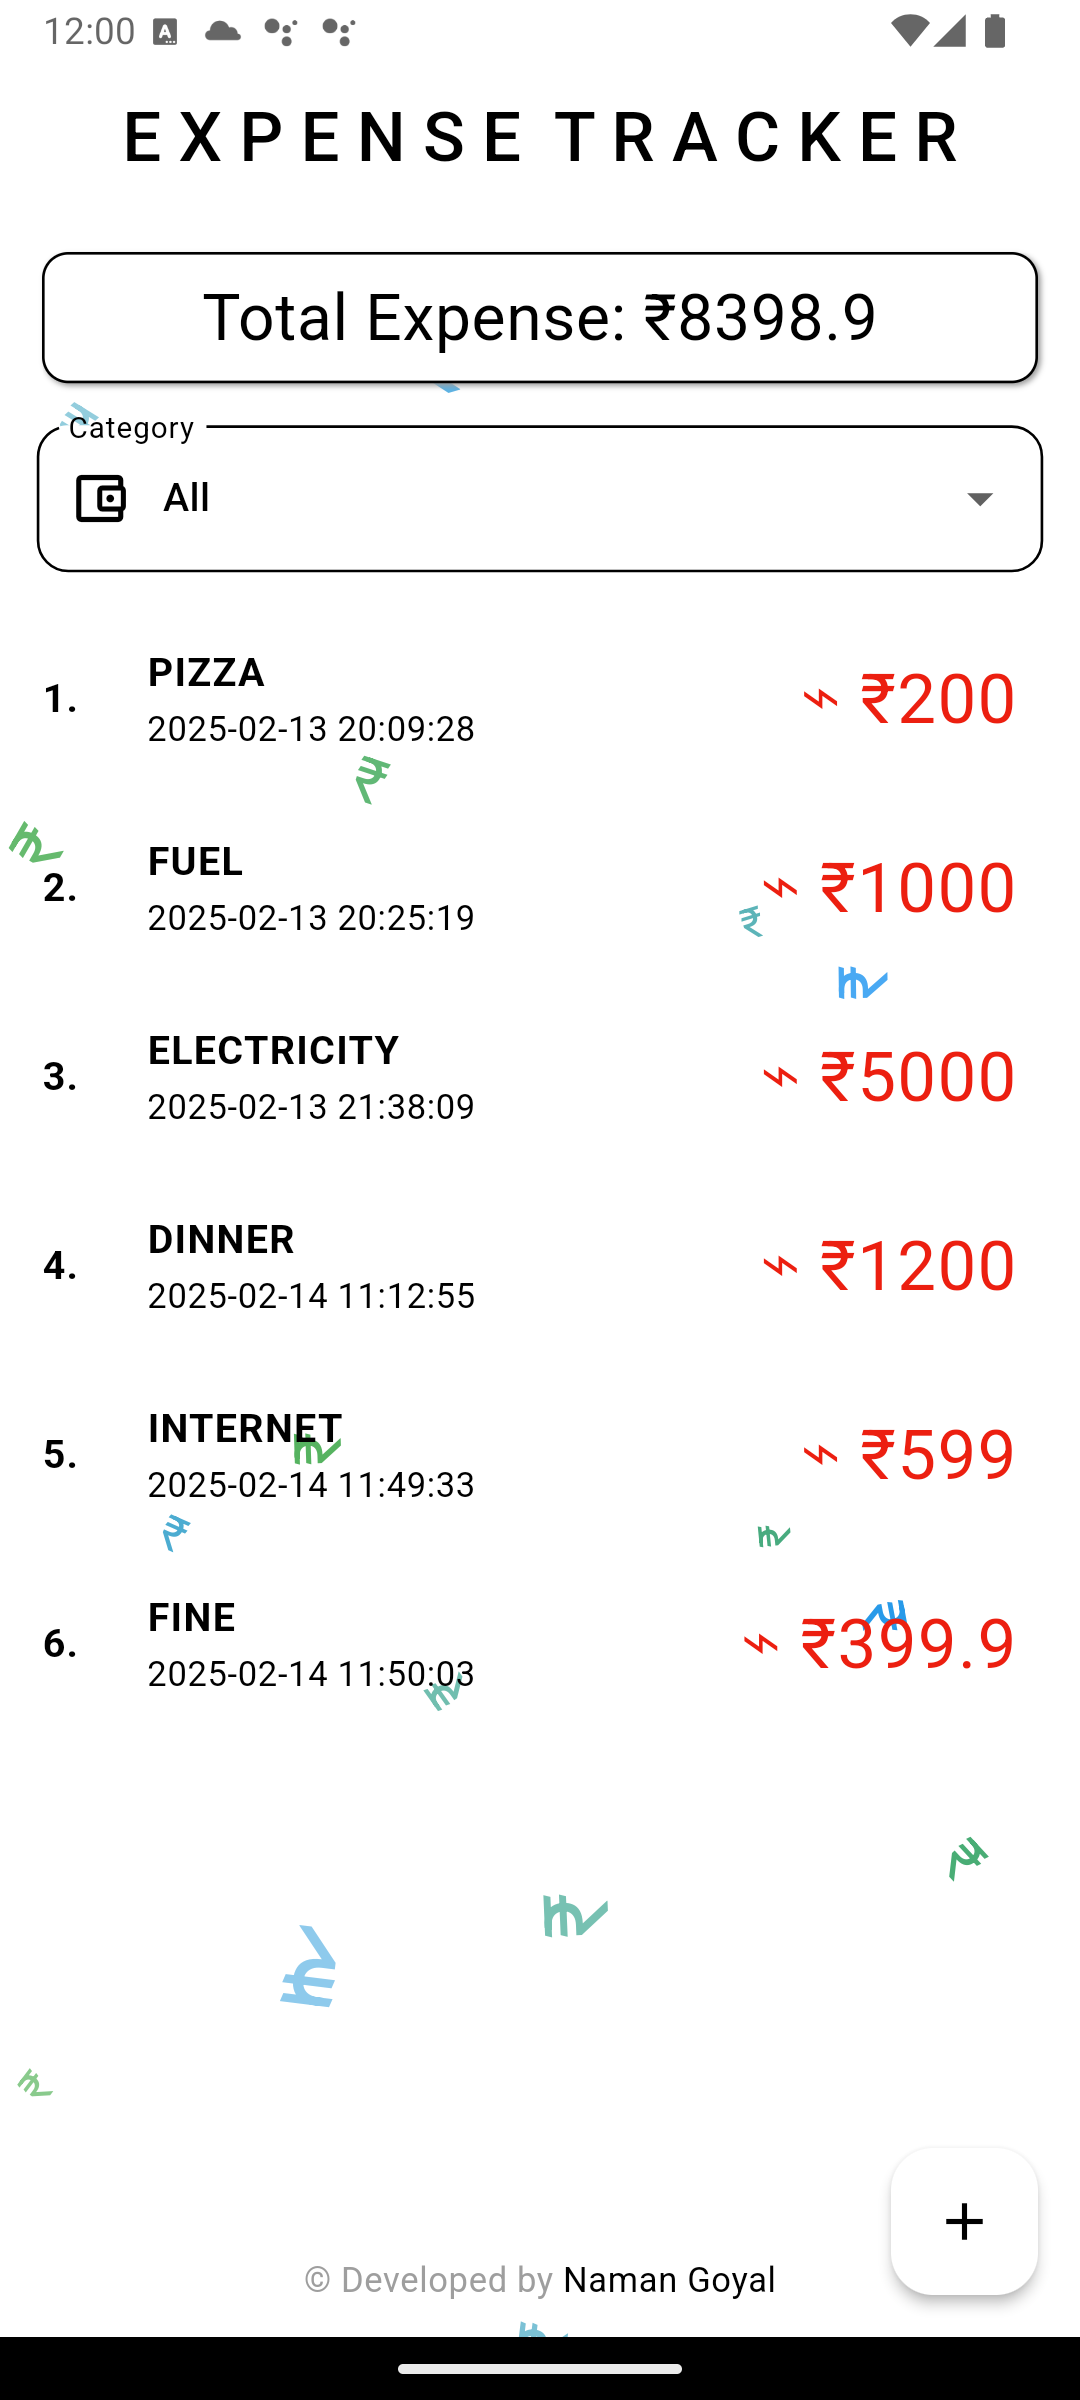 12:00
EXPENSE TRACKER
Total Expense: ₹8398.9
Category
All
1.
PIZZA
2025-02-13 20:09:28
₹200
2.
FUEL
2025-02-13 20:25:19
₹1000
3.
ELECTRICITY
2025-02-13 21:38:09
₹5000
4.
DINNER
2025-02-14 11:12:55
₹1200
5.
INTERNET
2025-02-14 11:49:33
₹599
6.
FINE
2025-02-14 11:50:03
₹399.9
© Developed by Naman Goyal